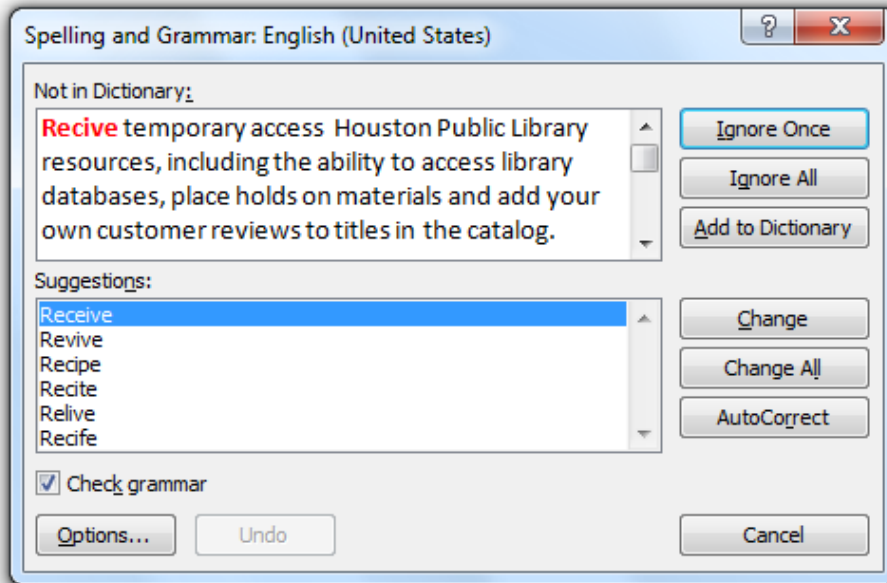 Spelling and Grammar: English (United States)
Not in Dictionary:
Recive temporary access Houston Public Library
resources, including the ability to access library
databases, place holds on materials and add your
own customer reviews to titles in the catalog.
Ignore Once
Ignore All
Add to Dictionary
Suggestions:
Receive
Revive
Recipe
Recite
Relive
Recife
Change
Change All
AutoCorrect
Check grammar
Options...
Undo
Cancel